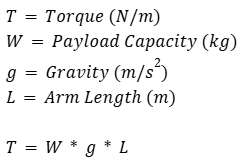 T = Torque (N/m)
W = Payload Capacity (kg)
g = Gravity (m/s²)
L = Arm Length (m)
T = W * g * L